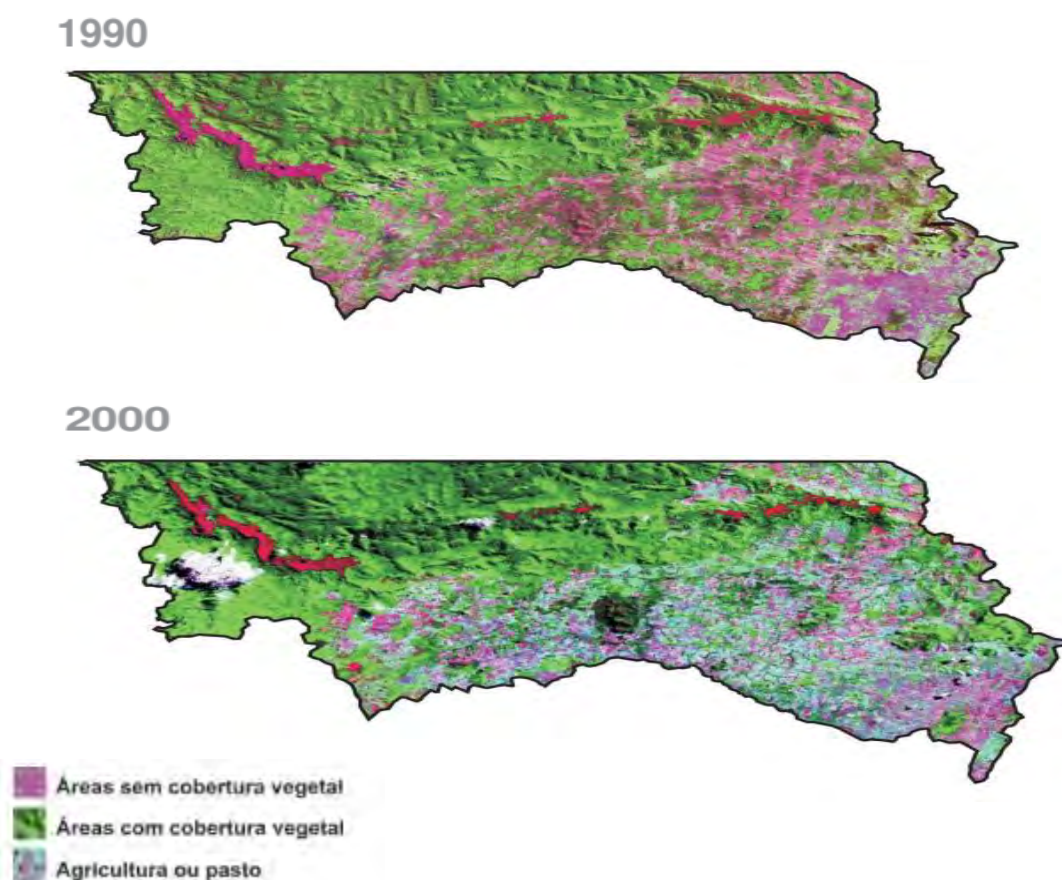 1990
2000
Áreas sem cobertura vegetal
Áreas com cobertura vegetal
Agricultura ou pasto